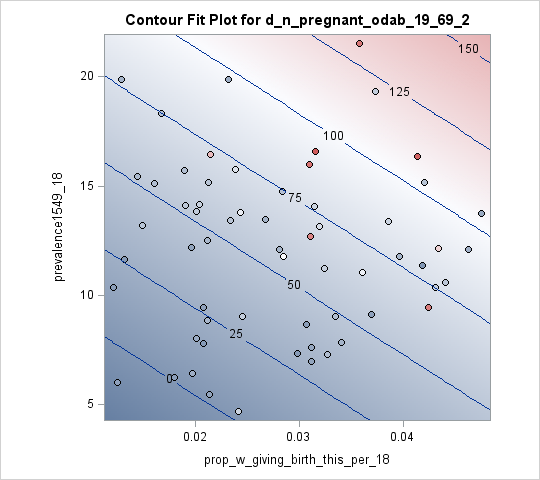 Contour Fit Plot for d_n_pregnant_odab_19_69_2
150
20
125
100
prevalence1549_18
15
75
50
10
25
0
5
0.02 0.03 0.04
prop_w_giving_birth_this_per_18